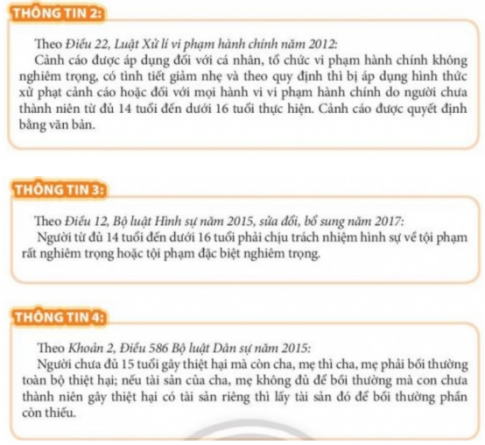 THÔNG TIN 2:
Theo Điều 22, Luật Xử lí vi phạm hành chính năm 2012:
Cảnh cáo được áp dụng đối với cá nhân, tổ chức vi phạm hành chính không
nghiêm trọng, có tình tiết giảm nhẹ và theo quy định thì bị áp dụng hình thức
xử phạt cảnh cáo hoặc đối với mọi hành vi vi phạm hành chính do người chưa
thành niên từ đủ 14 tuổi đến dưới 16 tuổi thực hiện. Cảnh cáo được quyết định
bằng văn bản.
THÔNG TIN 3:
Theo Điều 12, Bộ luật Hình sự năm 2015, sửa đổi, bổ sung năm 2017:
Người từ đủ 14 tuổi đến dưới 16 tuổi phải chịu trách nhiệm hình sự về tội phạm
rất nghiêm trọng hoặc tội phạm đặc biệt nghiêm trọng.
THÔNG TIN 4:
Theo Khoản 2, Điều 586 Bộ luật Dân sự năm 2015:
Người chưa đủ 15 tuổi gây thiệt hại mà còn cha, mẹ thì cha, mẹ phải bồi thường
toàn bộ thiệt hại; nếu tài sản của cha, mẹ không đủ để bồi thường mà con chưa
thành niên gây thiệt hại có tài sản riêng thì lấy tài sản đó để bồi thường phần
còn thiếu.